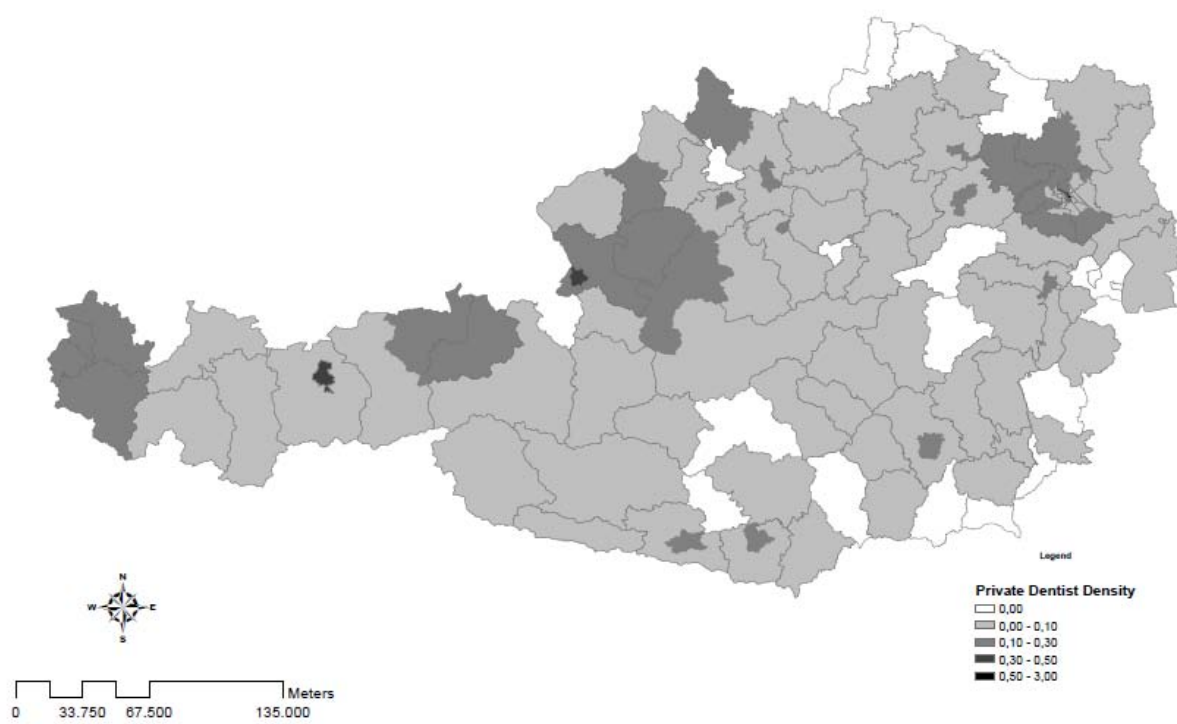 N
W E
S
Meters
0 33.750 67.500 135.000
Legend
Private Dentist Density
0,00
0,00 - 0,10
0,10 - 0,30
0,30 - 0,50
0,50 - 3,00